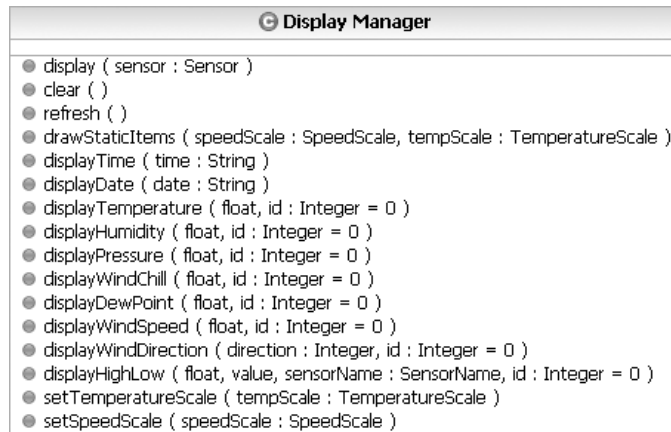 C Display Manager
display ( sensor : Sensor )
clear ( )
refresh ( )
drawStaticItems ( speedScale : SpeedScale, tempScale : TemperatureScale )
displayTime ( time : String )
displayDate ( date : String )
displayTemperature ( float, id : Integer = 0 )
displayHumidity ( float, id : Integer = 0 )
displayPressure ( float, id : Integer = 0 )
displayWindChill ( float, id : Integer = 0 )
displayDewPoint ( float, id : Integer = 0 )
displayWindSpeed ( float, id : Integer = 0 )
displayWindDirection ( direction : Integer, id : Integer = 0 )
displayHighLow ( float, value, sensorName : SensorName, id : Integer = 0 )
setTemperatureScale ( tempScale : TemperatureScale )
setSpeedScale ( speedScale : SpeedScale )